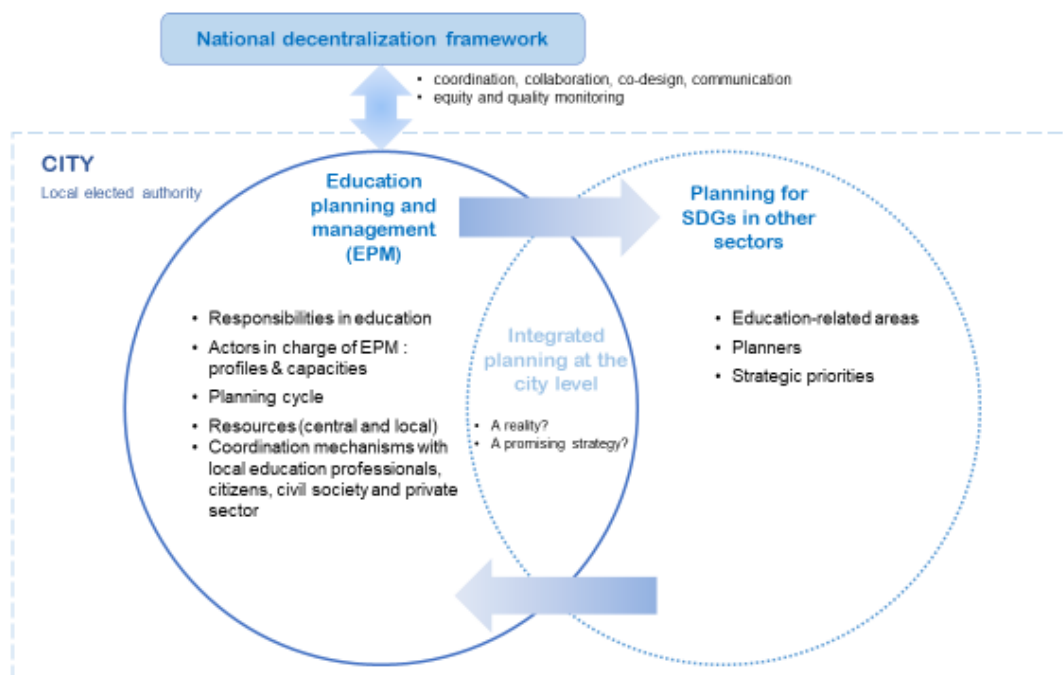 National decentralization framework
• coordination, collaboration, co-design, communication
• equity and quality monitoring
CITY
Local elected authority
Education
planning and
management
(EPM)
• Responsibilities in education
• Actors in charge of EPM :
profiles & capacities
• Planning cycle
• Resources (central and local)
• Coordination mechanisms with
local education professionals,
citizens, civil society and private
sector
Integrated
planning at the
city level
• A reality?
• A promising strategy?
Planning for
SDGs in other
sectors
• Education-related areas
• Planners
• Strategic priorities